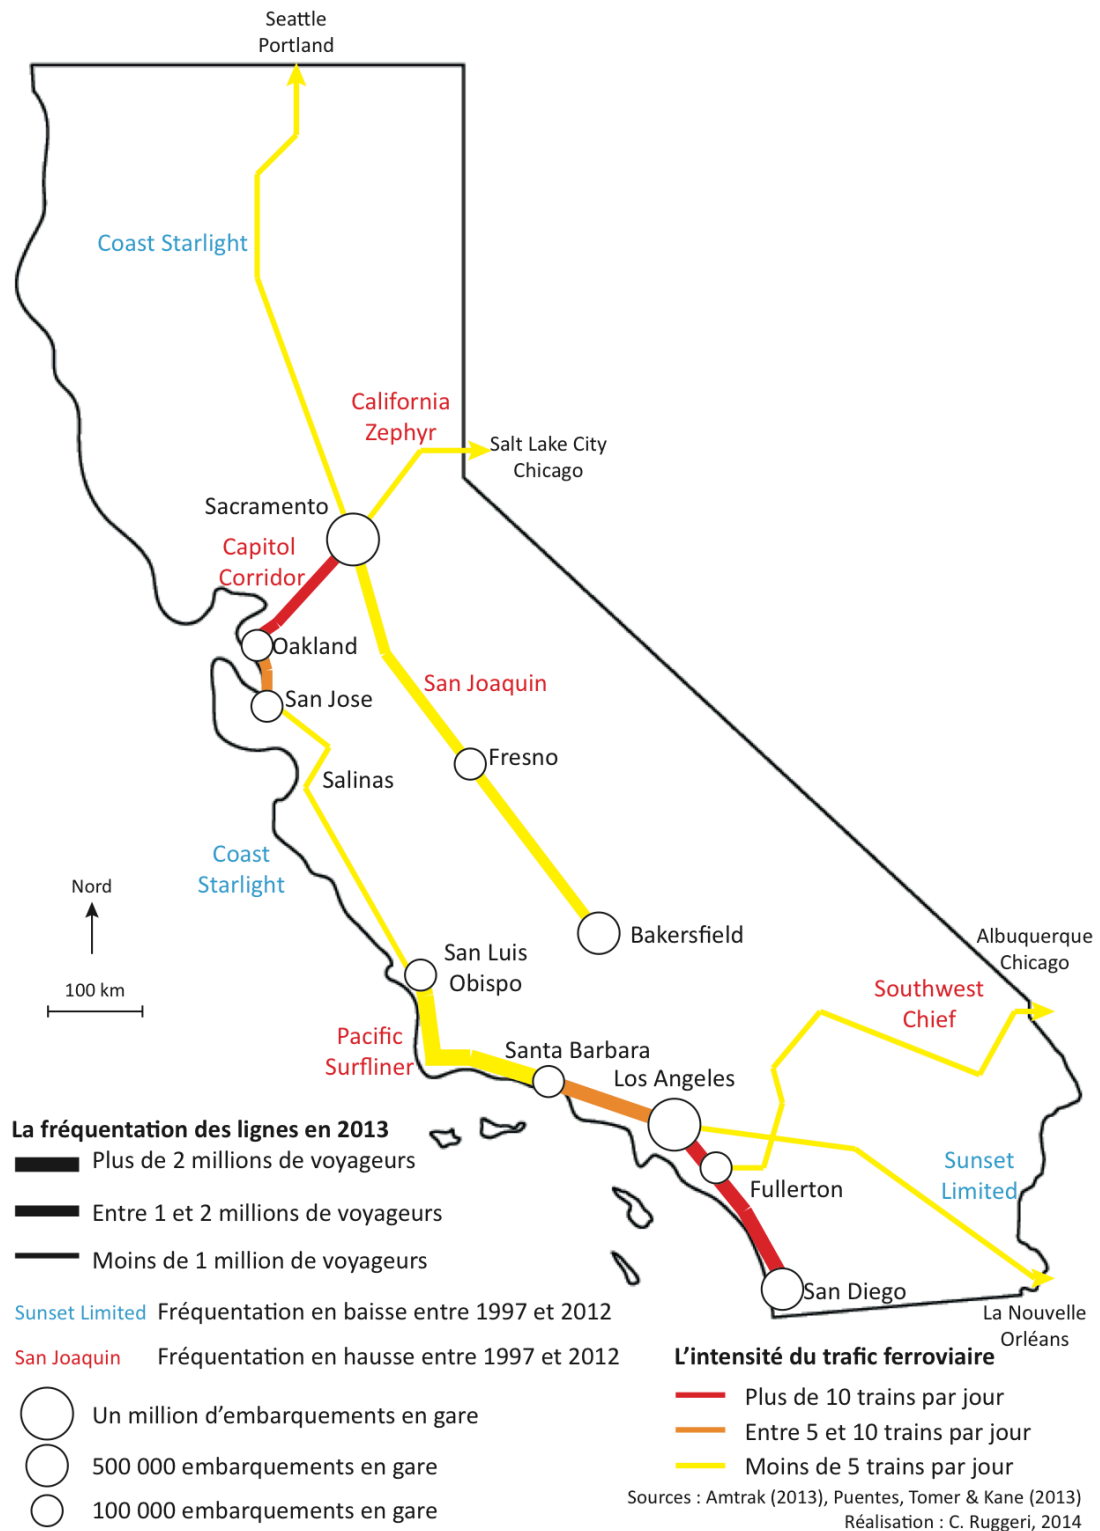 Seattle
Portland
Coast Starlight
California
Zephyr
Salt Lake City
Chicago
Sacramento
Capitol
Corridor
Oakland
San Jose
San Joaquin
Fresno
Salinas
Coast
Starlight
Nord
100 km
San Luis
Obispo
Bakersfield
Albuquerque
Chicago
Southwest
Chief
Pacific
Surfliner
Santa Barbara
Los Angeles
Sunset
Limited
Fullerton
San Diego
La Nouvelle
Orléans
La fréquentation des lignes en 2013
Plus de 2 millions de voyageurs
Entre 1 et 2 millions de voyageurs
Moins de 1 million de voyageurs
Sunset Limited Fréquentation en baisse entre 1997 et 2012
San Joaquin Fréquentation en hausse entre 1997 et 2012
Un million d'embarquements en gare
500 000 embarquements en gare
100 000 embarquements en gare
L'intensité du trafic ferroviaire
Plus de 10 trains par jour
Entre 5 et 10 trains par jour
Moins de 5 trains par jour
Sources : Amtrak (2013), Puentes, Tomer & Kane (2013)
Réalisation : C. Ruggeri, 2014